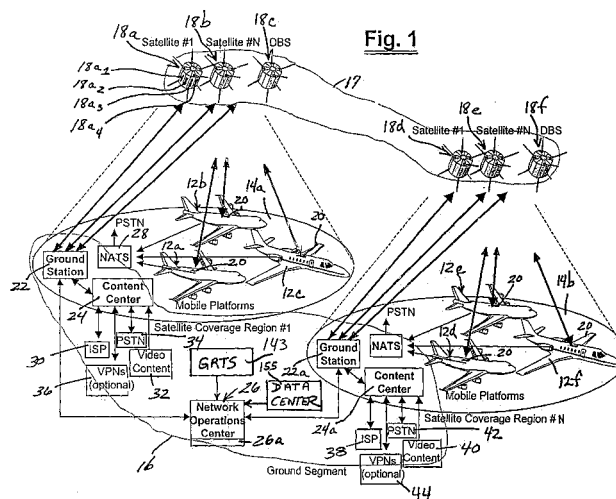 Fig. 1
18a
18b
18c
Satellite #1
Satellite #N
DBS
18a1
18a2
18a3
18a4
17
18d
18e
18f
Satellite #1
Satellite #N
DBS
12b
20
14a
20
PSTN
28
NATS
12a
20
12c
22
Ground Station
24
Content Center
Mobile Platforms
Satellite Coverage Region #1
30
ISP
PSTN
34
36
VPNs (optional)
Video Content
32
GRTS
143
155
22a
DATA CENTER
26
Network Operations Center
26a
16
Ground Segment
PSTN
12e
20
14b
20
NATS
12d
20
12f
Ground Station
Content Center
24a
Mobile Platforms
Satellite Coverage Region #N
38
ISP
PSTN
42
VPNs (optional)
44
Video Content
40